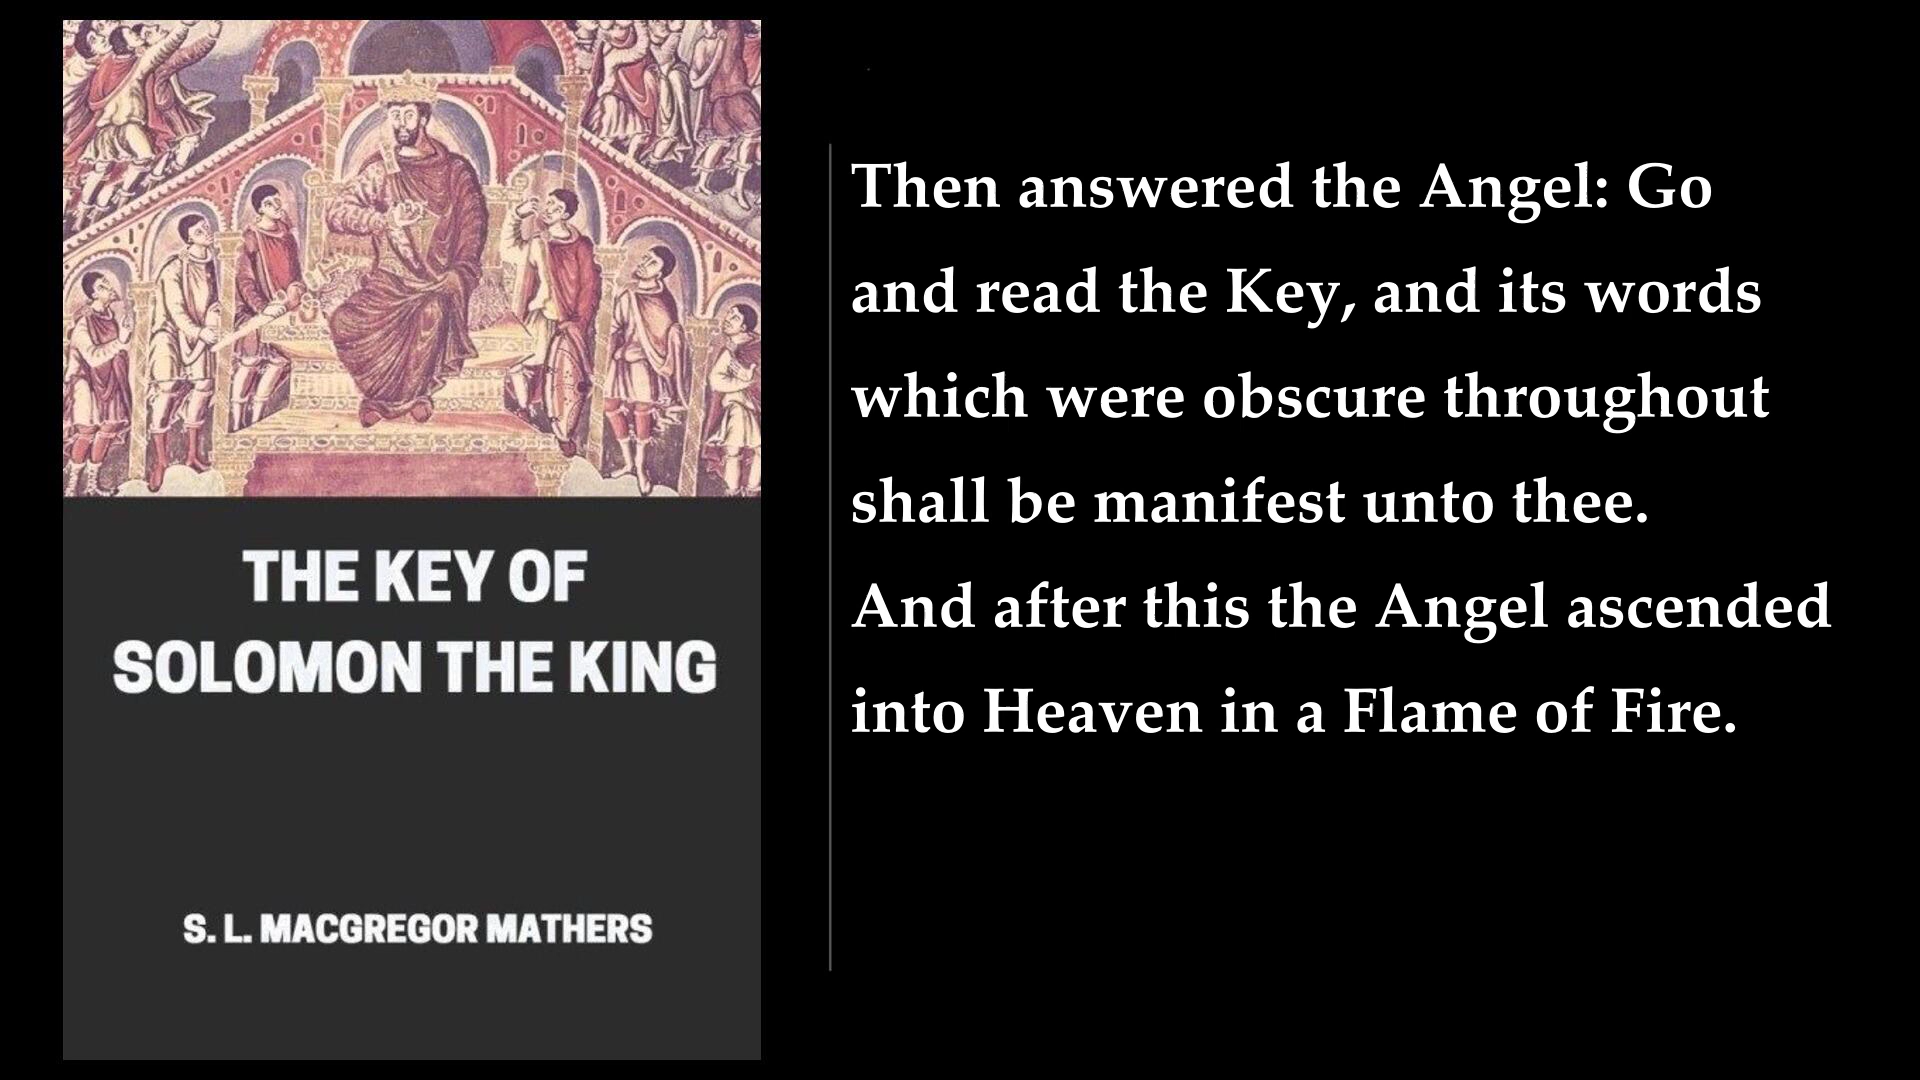 THE KEY OF
SOLOMON THE KING
S. L. MACGREGOR MATHERS
Then answered the Angel: Go
and read the Key, and its words
which were obscure throughout
shall be manifest unto thee.
And after this the Angel ascended
into Heaven in a Flame of Fire.